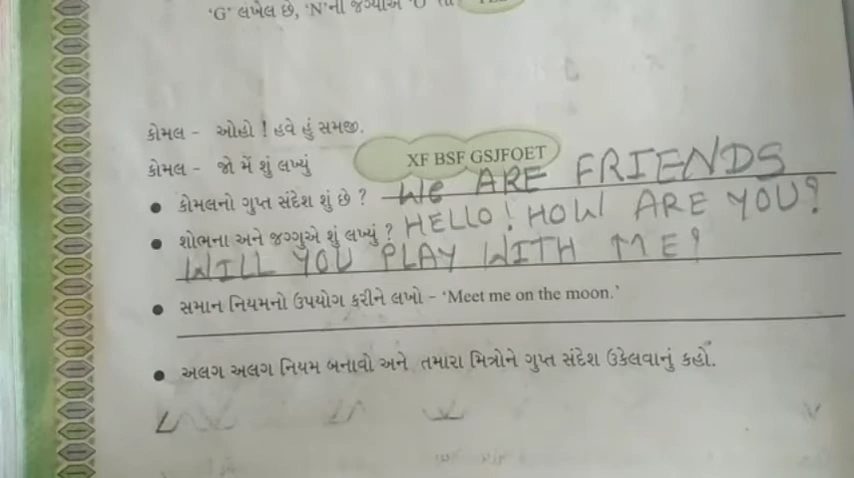 'G' લખેલ છે, 'N'ની જગ્યાએ 'O'
કોમલ - ઓહો ! હવે હું સમજી.
કોમલ - જો મેં શું લખ્યું XF BSF GSJFOET
• કોમલનો ગુપ્ત સંદેશ શું છે ? We ARE FRIENDS
• શોભના અને જગ્ગુએ શું લખ્યું ? HELLO! HOW ARE YOU?
WILL YOU PLAY WITH ME?
• સમાન નિયમનો ઉપયોગ કરીને લખો - 'Meet me on the moon.'
• અલગ અલગ નિયમ બનાવો અને તમારા મિત્રોને ગુપ્ત સંદેશ ઉકેલવાનું કહો.